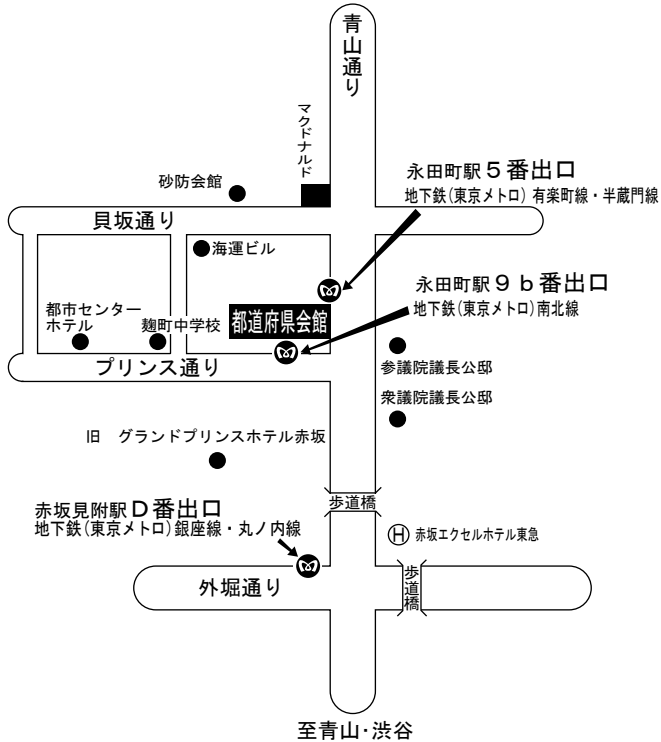 青山通り
マクドナルド
砂防会館
永田町駅5番出口
地下鉄(東京メトロ) 有楽町線・半蔵門線
貝坂通り
海運ビル
永田町駅9b番出口
地下鉄(東京メトロ)南北線
都市センター
ホテル
麹町中学校
都道府県会館
プリンス通り
参議院議長公邸
衆議院議長公邸
旧 グランドプリンスホテル赤坂
赤坂見附駅D番出口
地下鉄(東京メトロ)銀座線・丸ノ内線
歩道橋
H 赤坂エクセルホテル東急
外堀通り
歩道橋
至青山・渋谷